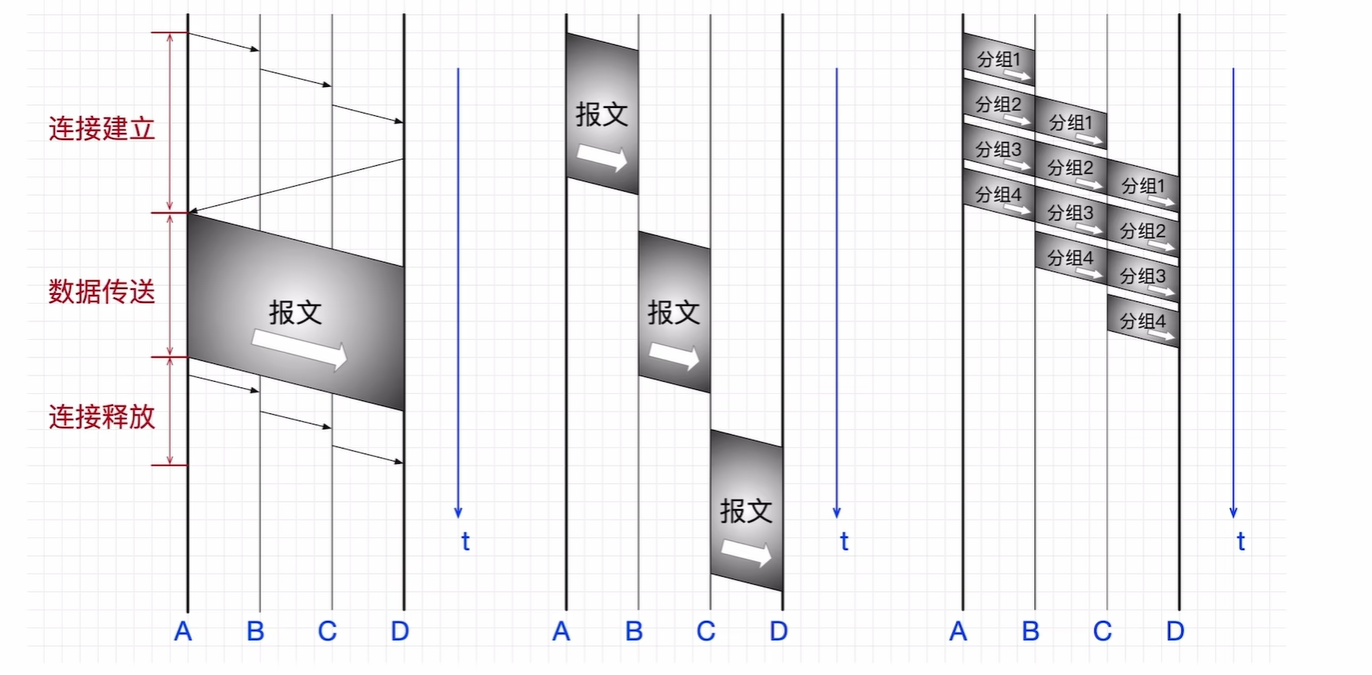 连接建立
数据传送
报文
连接释放
t
A B C D
报文
报文
报文
t
A B C D
分组1
分组2
分组1
分组3
分组2
分组1
分组4
分组3
分组2
分组4
分组3
分组4
t
A B C D